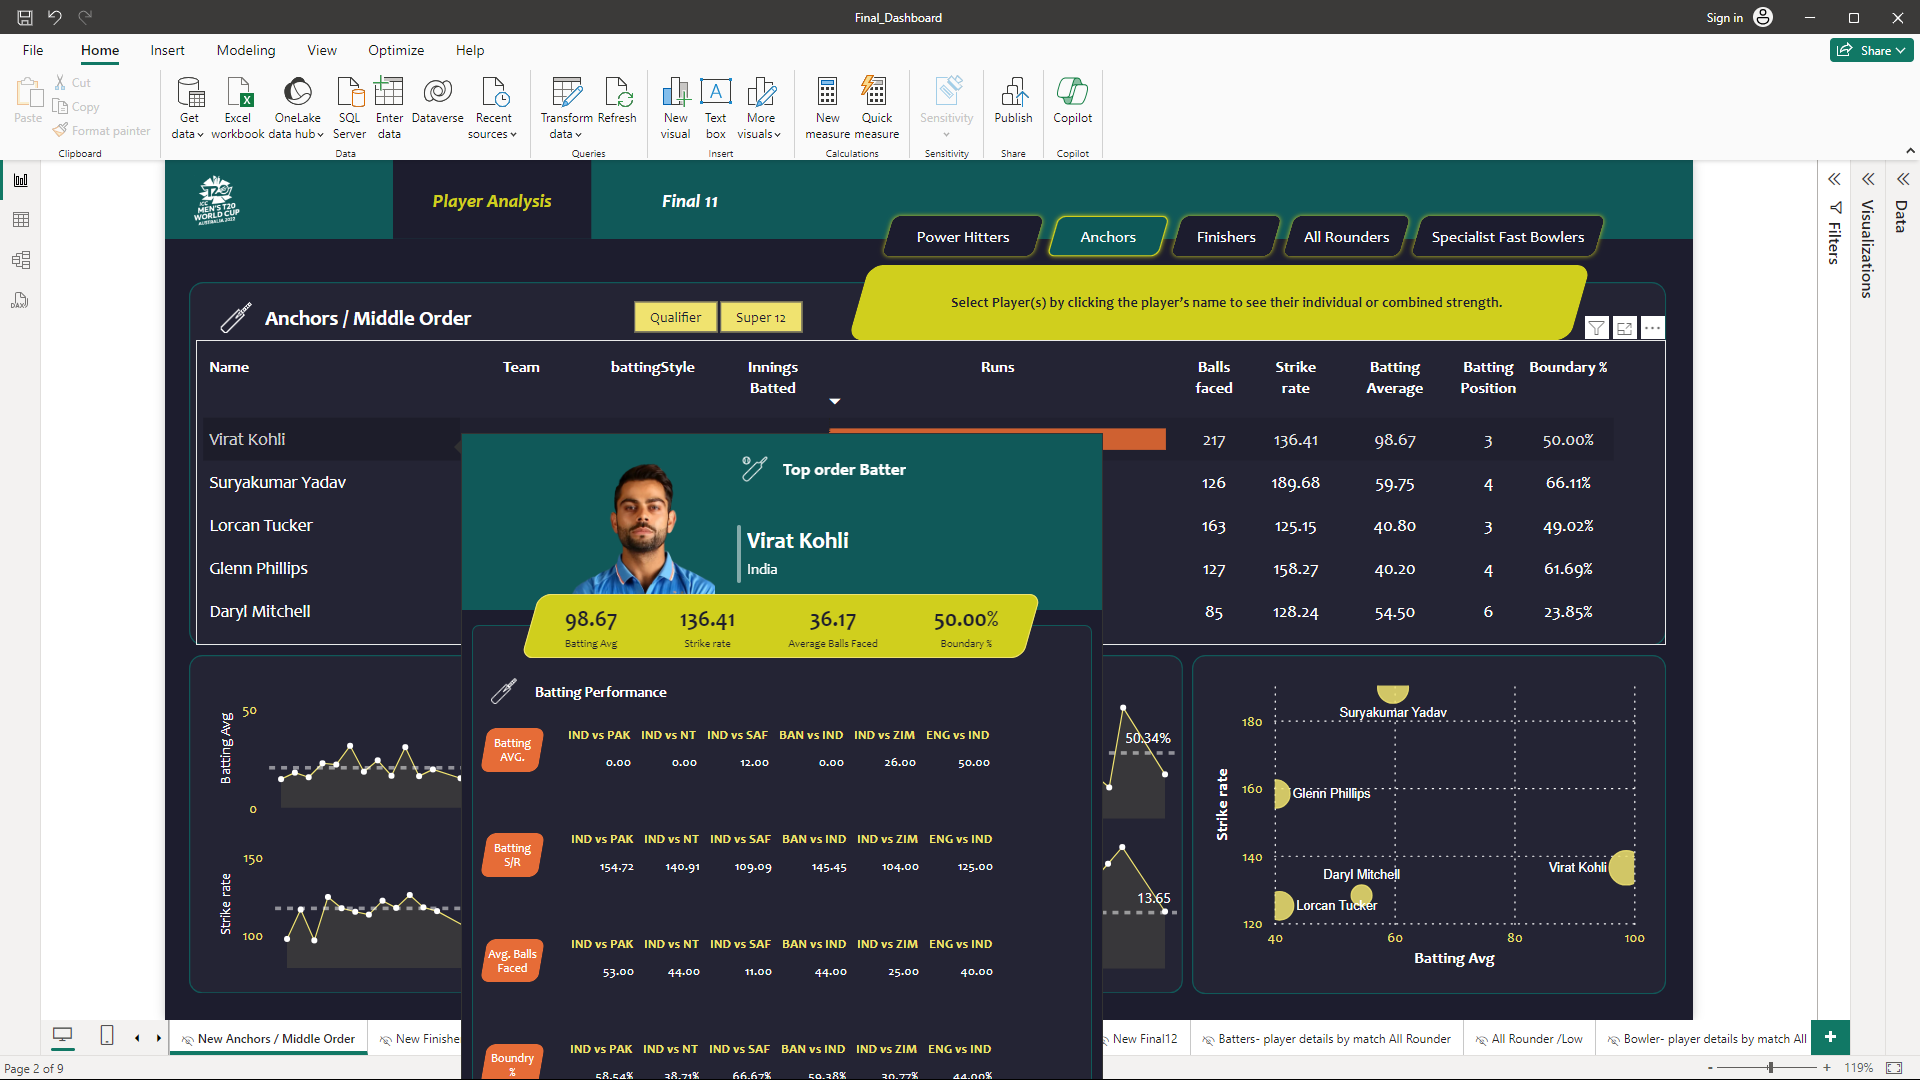 Final_Dashboard
Sign in
File Home Insert Modeling View Optimize Help
Share
Paste
Cut
Copy
Format painter
Clipboard
Get data
Excel workbook
OneLake data hub
SQL Server
Enter data
Dataverse
Recent sources
Data
Transform data
Refresh
Queries
New visual
Text box
More visuals
Insert
New measure
Quick measure
Calculations
Sensitivity
Sensitivity
Publish
Share
Copilot
Copilot
ICC
MEN'S T20
WORLD CUP
AUSTRALIA 2022
Player Analysis
Final 11
Power Hitters
Anchors
Finishers
All Rounders
Specialist Fast Bowlers
Select Player(s) by clicking the player's name to see their individual or combined strength.
Anchors / Middle Order
Qualifier
Super 12
Name Team battingStyle Innings Batted Runs Balls faced Strike rate Batting Average Batting Position Boundary %
Virat Kohli 217 136.41 98.67 3 50.00%
Suryakumar Yadav 126 189.68 59.75 4 66.11%
Lorcan Tucker 163 125.15 40.80 3 49.02%
Glenn Phillips 127 158.27 40.20 4 61.69%
Daryl Mitchell 85 128.24 54.50 6 23.85%
Top order Batter
Virat Kohli
India
98.67 136.41 36.17 50.00%
Batting Avg Strike rate Average Balls Faced Boundary %
Batting Performance
Batting AVG.
IND vs PAK IND vs NT IND vs SAF BAN vs IND IND vs ZIM ENG vs IND
0.00 0.00 12.00 0.00 26.00 50.00
Batting S/R
IND vs PAK IND vs NT IND vs SAF BAN vs IND IND vs ZIM ENG vs IND
154.72 140.91 109.09 145.45 104.00 125.00
Avg. Balls Faced
IND vs PAK IND vs NT IND vs SAF BAN vs IND IND vs ZIM ENG vs IND
53.00 44.00 11.00 44.00 25.00 40.00
Boundry %
IND vs PAK IND vs NT IND vs SAF BAN vs IND IND vs ZIM ENG vs IND
58.54% 38.71% 66.67% 59.38% 30.77% 44.00%
Batting Avg
50
0
Strike rate
150
100
50.34%
13.65
Strike rate
180
160
140
120
40 60 80 100
Batting Avg
Suryakumar Yadav
Glenn Phillips
Virat Kohli
Daryl Mitchell
Lorcan Tucker
Filters
Visualizations
Data
New Anchors / Middle Order
New Finishe
New Final12
Batters- player details by match All Rounder
All Rounder /Low
Bowler- player details by match All
Page 2 of 9
- + 119%